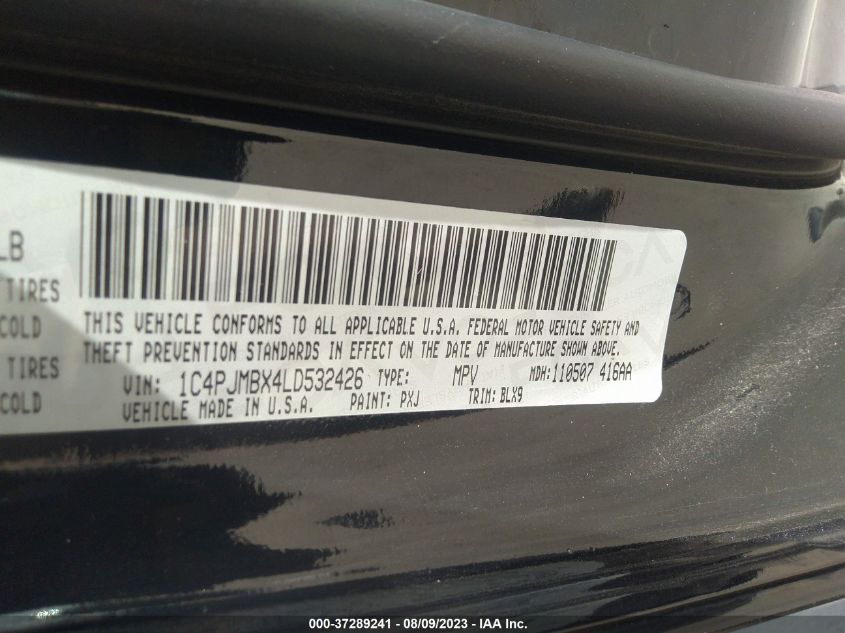 LB
TIRES
COLD
TIRES
COLD
THIS VEHICLE CONFORMS TO ALL APPLICABLE U.S.A. FEDERAL MOTOR VEHICLE SAFETY AND
THEFT PREVENTION STANDARDS IN EFFECT ON THE DATE OF MANUFACTURE SHOWN ABOVE.
VIN: 1C4PJMBX4LD532426 TYPE: MPV MDH: 110507 416AA
VEHICLE MADE IN U.S.A. PAINT: PXJ TRIM: BLX9
000-37289241 - 08/09/2023 - IAA Inc.